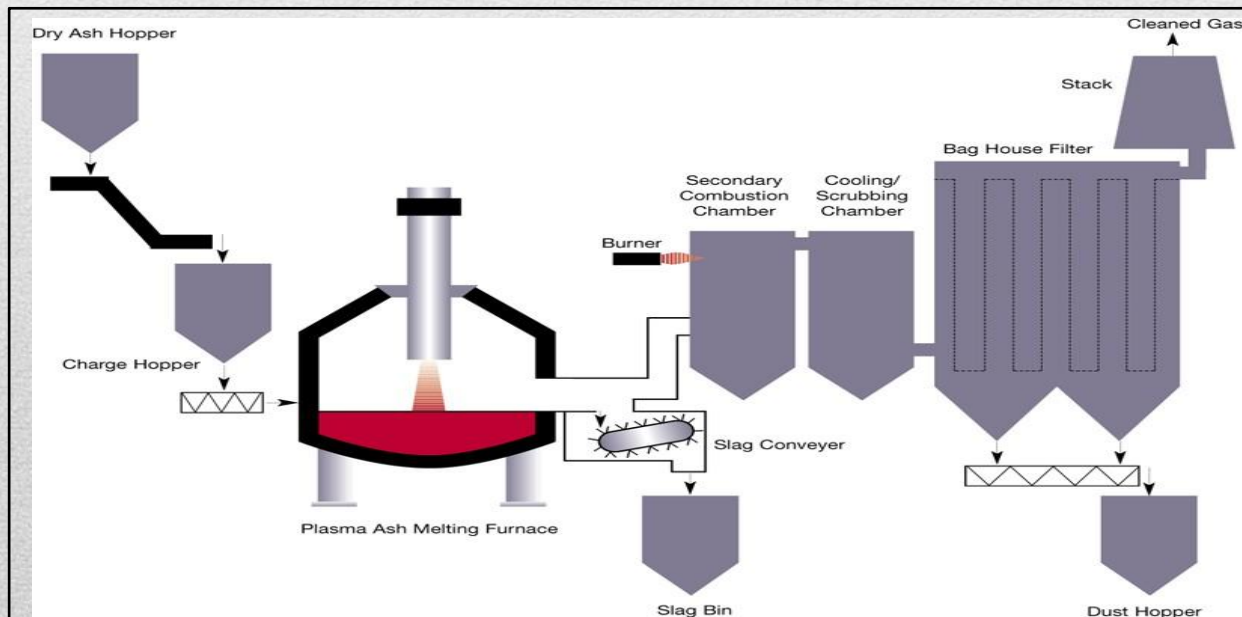 Dry Ash Hopper
Cleaned Gas
Stack
Bag House Filter
Secondary
Combustion
Chamber
Cooling/
Scrubbing
Chamber
Burner
Charge Hopper
Slag Conveyer
Plasma Ash Melting Furnace
Slag Bin
Dust Hopper